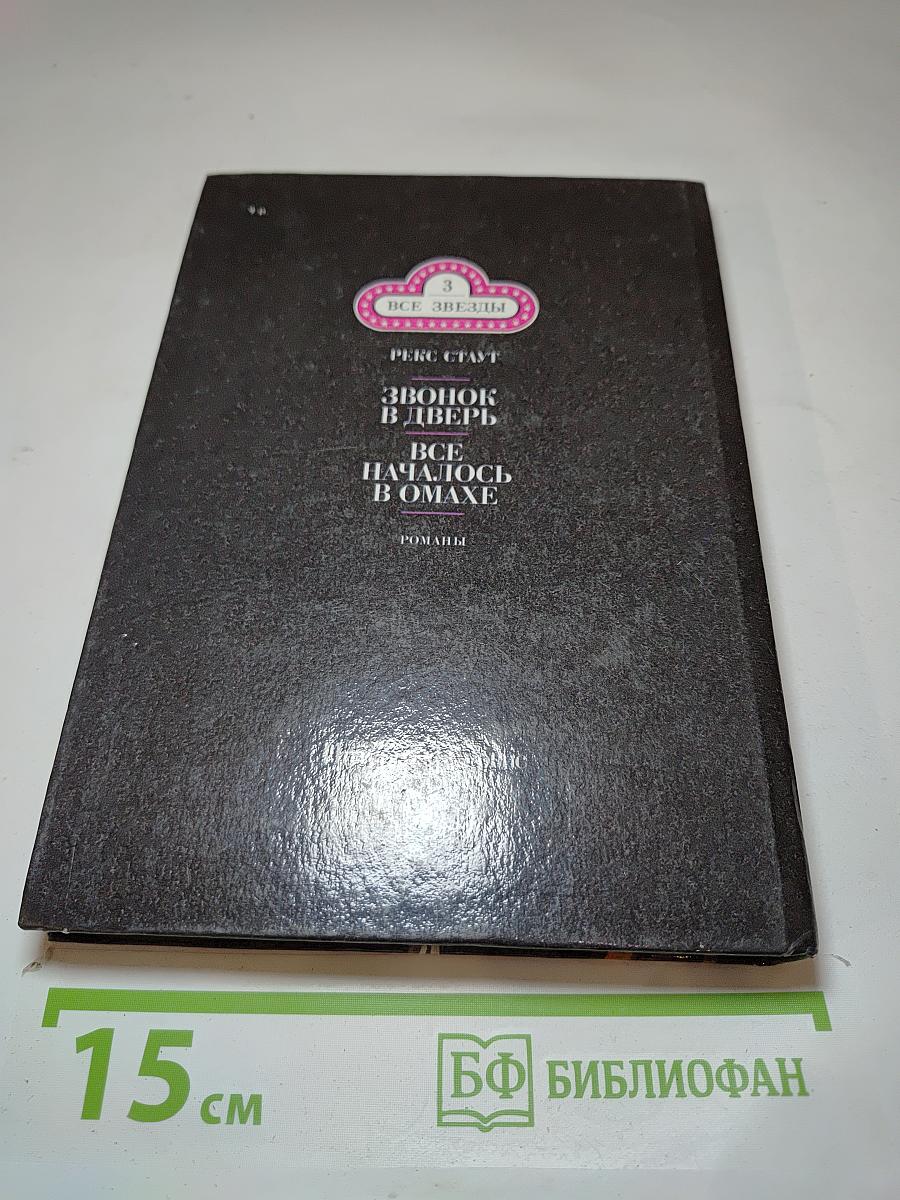 3
ВСЕ ЗВЕЗДЫ
РЕКС СТАУТ
ЗВОНОК
В ДВЕРЬ
ВСЕ
НАЧАЛОСЬ
В ОМАХЕ
РОМАНЫ
15 см
БФ БИБЛИОФАН